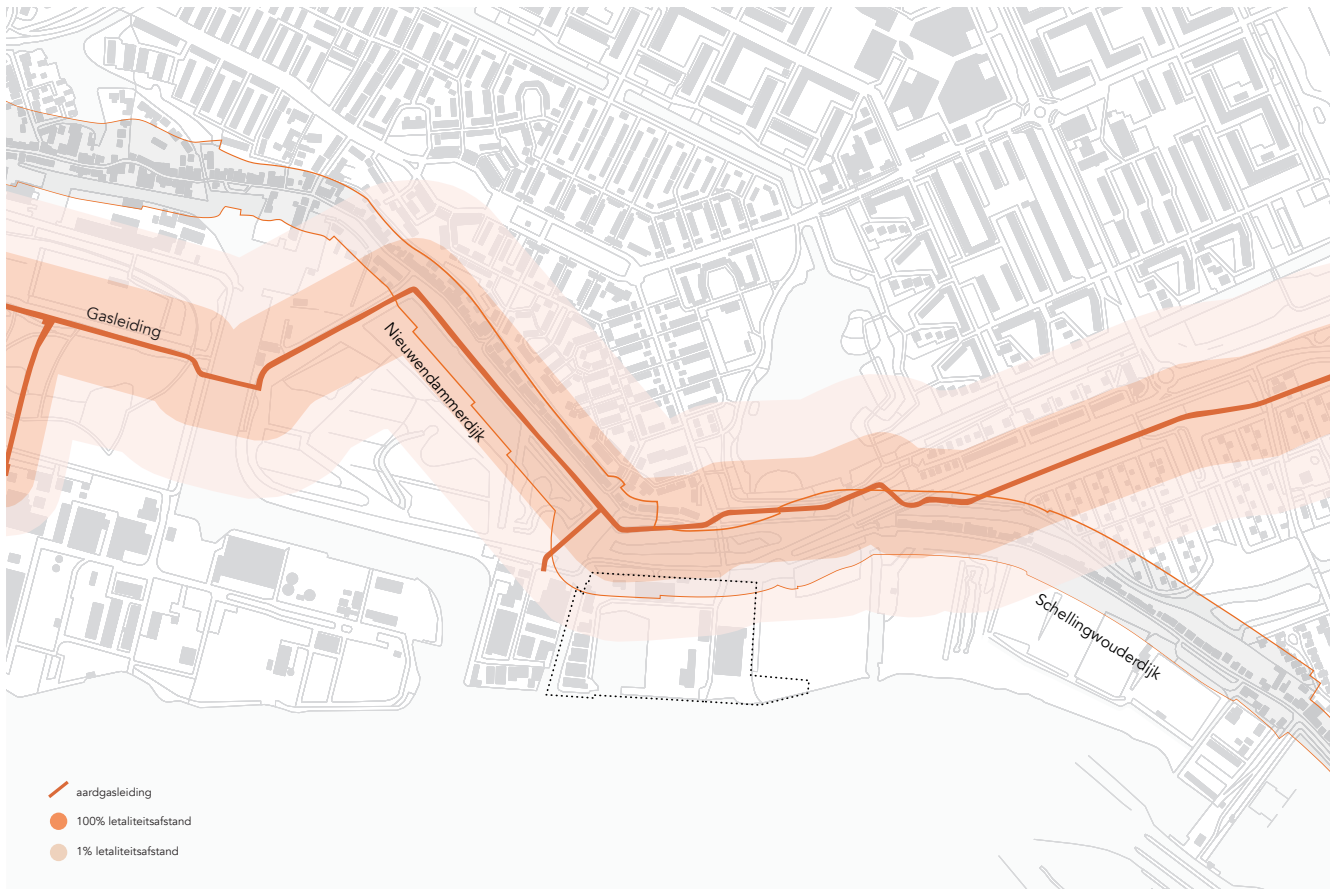 Gasleiding
Nieuwendammerdijk
Schellingwouderdijk
aardgasleiding
100% letaliteitsafstand
1% letaliteitsafstand